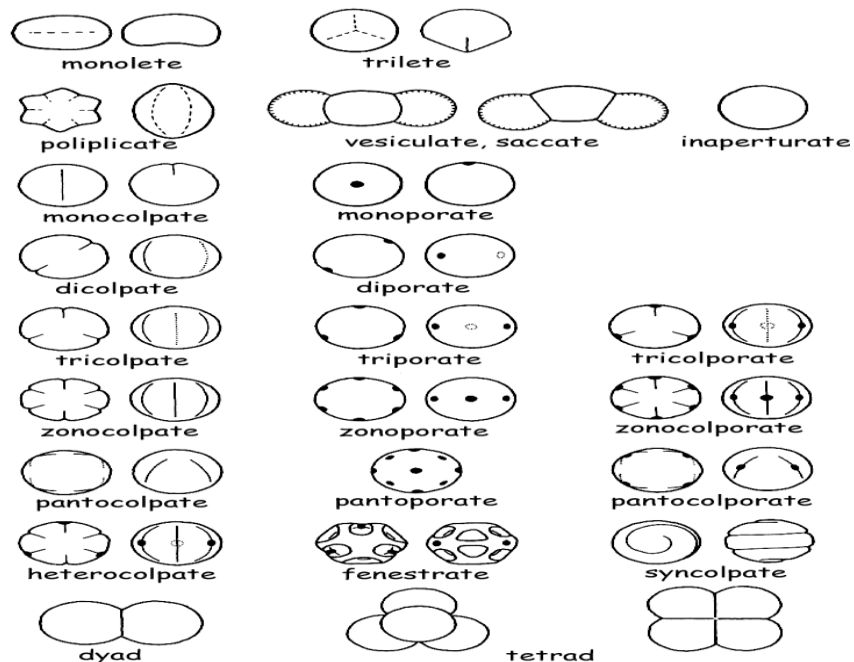 monolete
trilete
poliplicate
vesiculate, saccate
inaperturate
monocolpate
monoporate
dicolpate
diporate
tricolpate
triporate
tricolporate
zonocolpate
zonoporate
zonocolporate
pantocolpate
pantoporate
pantocolporate
heterocolpate
fenestrate
syncolpate
dyad
tetrad